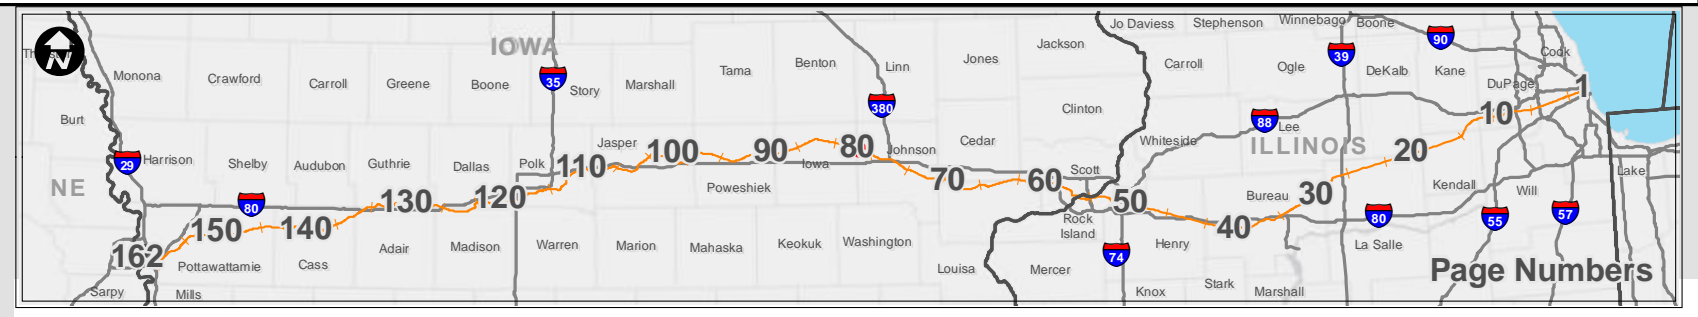 Jo Daviess
Stephenson
Winnebago
Boone
IOWA
N
Monona
Crawford
Carroll
Greene
Boone
35
Story
Marshall
Tama
Benton
Linn
Jones
Jackson
Carroll
Ogle
39
DeKalb
90
Kane
Cook
DuPage
1
Burt
380
Clinton
88
Lee
10
Whiteside
ILLINOIS
20
29
Harrison
Shelby
Audubon
Guthrie
Dallas
Polk
110
Jasper
100
90
Iowa
80
Johnson
Cedar
70
60
Scott
50
Bureau
30
Kendall
Will
Lake
NE
80
130
120
Poweshiek
Rock
Island
40
80
55
57
162
150
140
Adair
Madison
Warren
Marion
Mahaska
Keokuk
Washington
Henry
La Salle
74
Pottawattamie
Cass
Louisa
Mercer
Stark
Page Numbers
Sarpy
Mills
Knox
Marshall